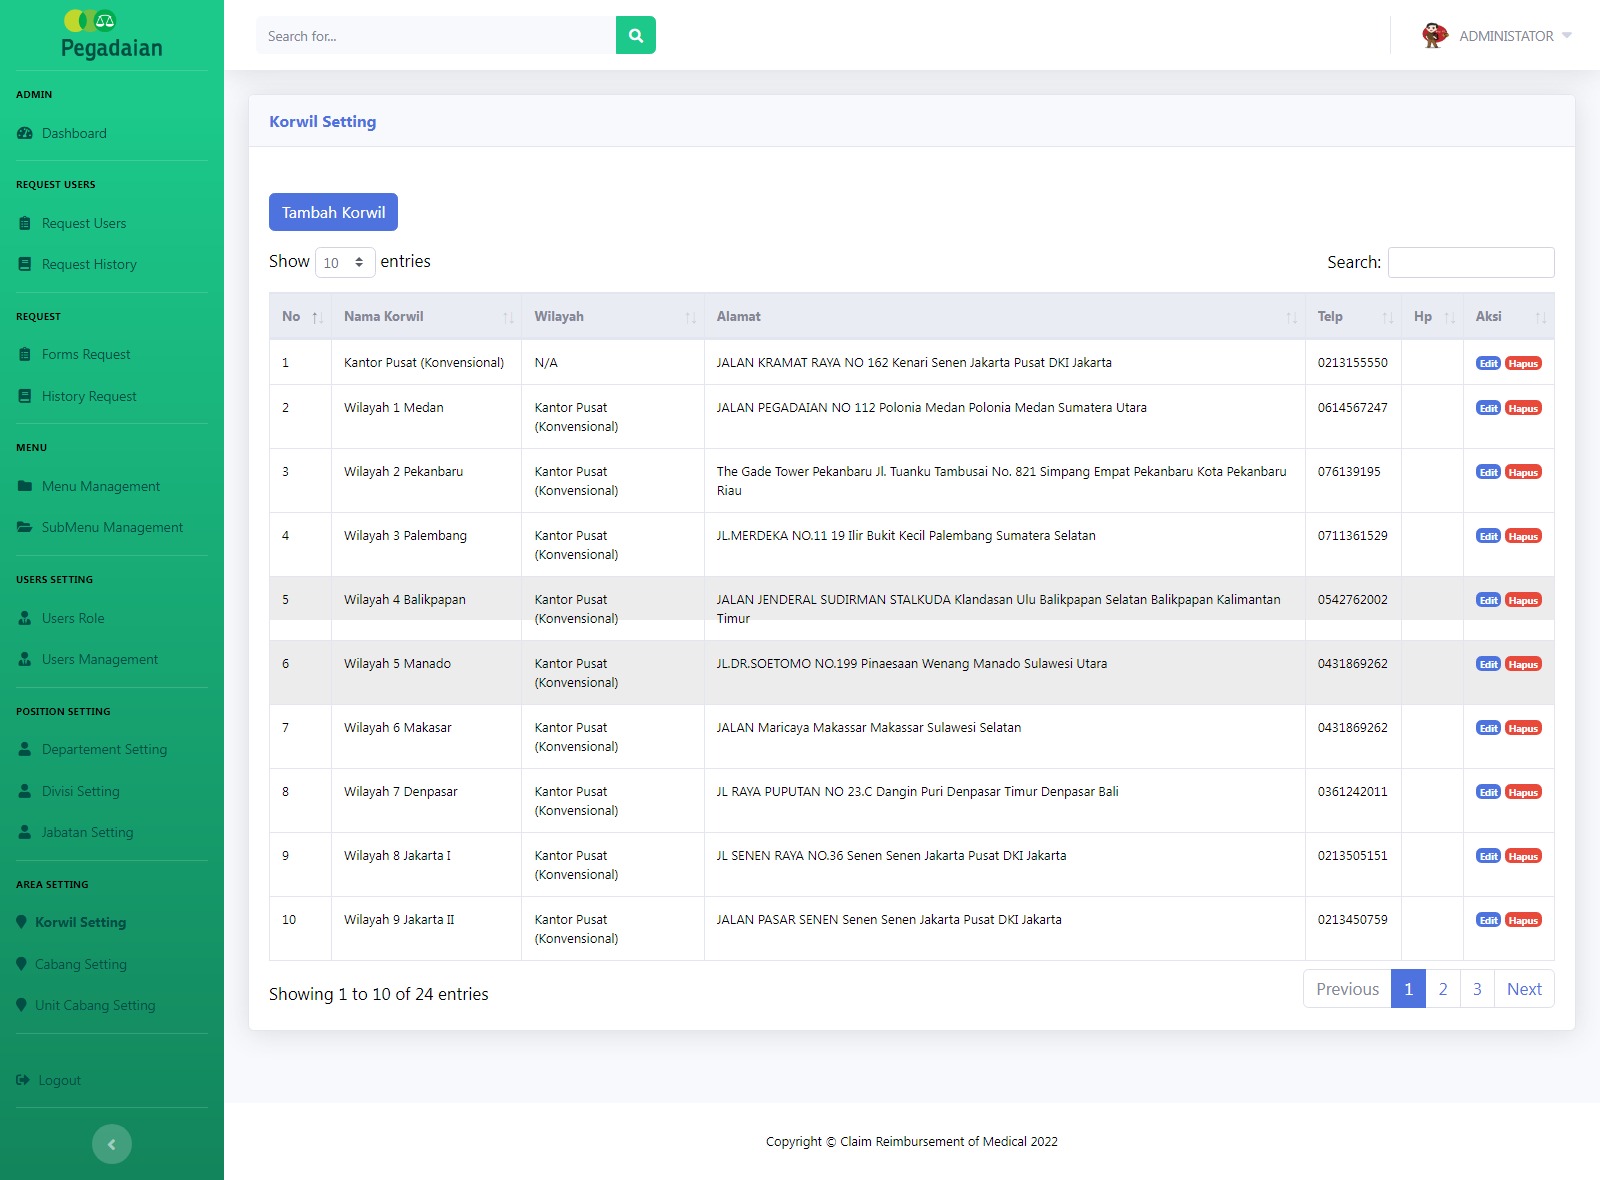 Pegadaian
Search for...
ADMINISTATOR
ADMIN
Dashboard
REQUEST USERS
Request Users
Request History
REQUEST
Forms Request
History Request
MENU
Menu Management
SubMenu Management
USERS SETTING
Users Role
Users Management
POSITION SETTING
Departement Setting
Divisi Setting
Jabatan Setting
AREA SETTING
Korwil Setting
Cabang Setting
Unit Cabang Setting
Logout
Korwil Setting
Tambah Korwil
Show 10 entries
Search:
No Nama Korwil Wilayah Alamat Telp Hp Aksi
1 Kantor Pusat (Konvensional) N/A JALAN KRAMAT RAYA NO 162 Kenari Senen Jakarta Pusat DKI Jakarta 0213155550 Edit Hapus
2 Wilayah 1 Medan Kantor Pusat JALAN PEGADAIAN NO 112 Polonia Medan Polonia Medan Sumatera Utara 0614567247 Edit Hapus
(Konvensional)
3 Wilayah 2 Pekanbaru Kantor Pusat The Gade Tower Pekanbaru Jl. Tuanku Tambusai No. 821 Simpang Empat Pekanbaru Kota Pekanbaru 076139195 Edit Hapus
(Konvensional) Riau
4 Wilayah 3 Palembang Kantor Pusat JL.MERDEKA NO.11 19 Ilir Bukit Kecil Palembang Sumatera Selatan 0711361529 Edit Hapus
(Konvensional)
5 Wilayah 4 Balikpapan Kantor Pusat JALAN JENDERAL SUDIRMAN STALKUDA Klandasan Ulu Balikpapan Selatan Balikpapan Kalimantan 0542762002 Edit Hapus
(Konvensional) Timur
6 Wilayah 5 Manado Kantor Pusat JL.DR.SOETOMO NO.199 Pinaesaan Wenang Manado Sulawesi Utara 0431869262 Edit Hapus
(Konvensional)
7 Wilayah 6 Makasar Kantor Pusat JALAN Maricaya Makassar Makassar Sulawesi Selatan 0431869262 Edit Hapus
(Konvensional)
8 Wilayah 7 Denpasar Kantor Pusat JL RAYA PUPUTAN NO 23.C Dangin Puri Denpasar Timur Denpasar Bali 0361242011 Edit Hapus
(Konvensional)
9 Wilayah 8 Jakarta I Kantor Pusat JL SENEN RAYA NO.36 Senen Senen Jakarta Pusat DKI Jakarta 0213505151 Edit Hapus
(Konvensional)
10 Wilayah 9 Jakarta II Kantor Pusat JALAN PASAR SENEN Senen Senen Jakarta Pusat DKI Jakarta 0213450759 Edit Hapus
(Konvensional)
Showing 1 to 10 of 24 entries
Previous 1 2 3 Next
Copyright © Claim Reimbursement of Medical 2022